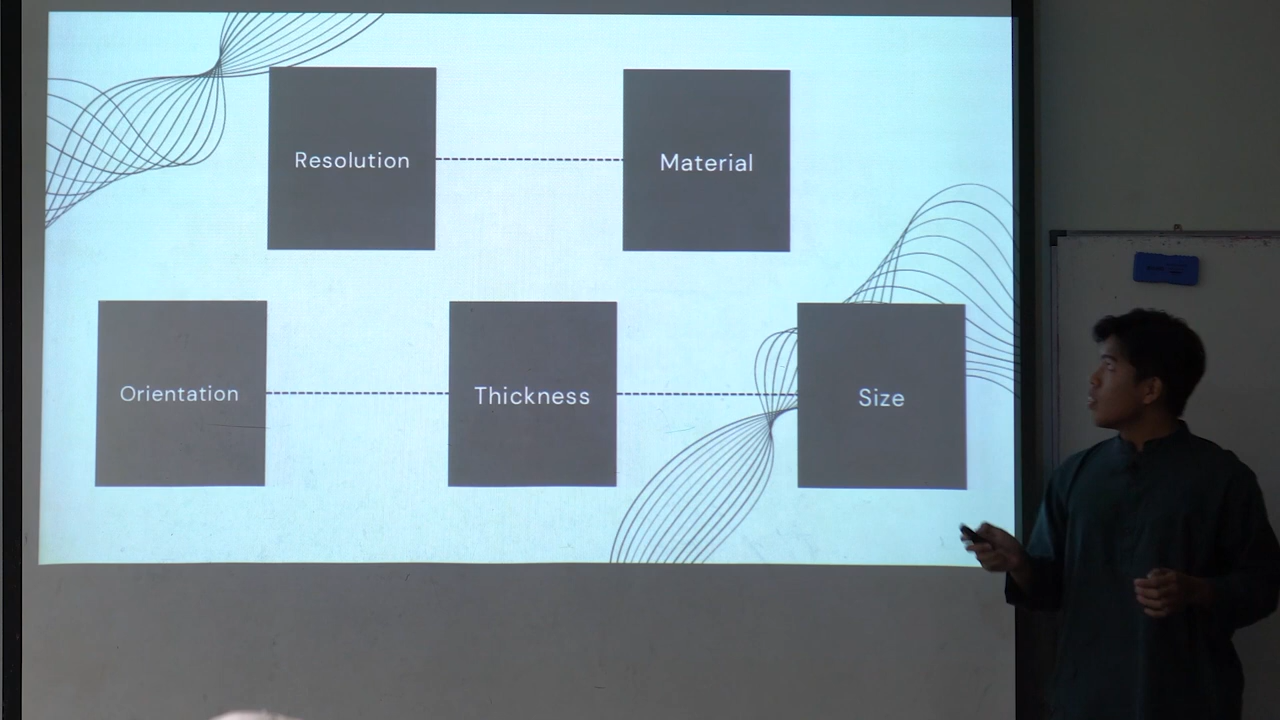 Resolution
Material
Orientation
Thickness
Size